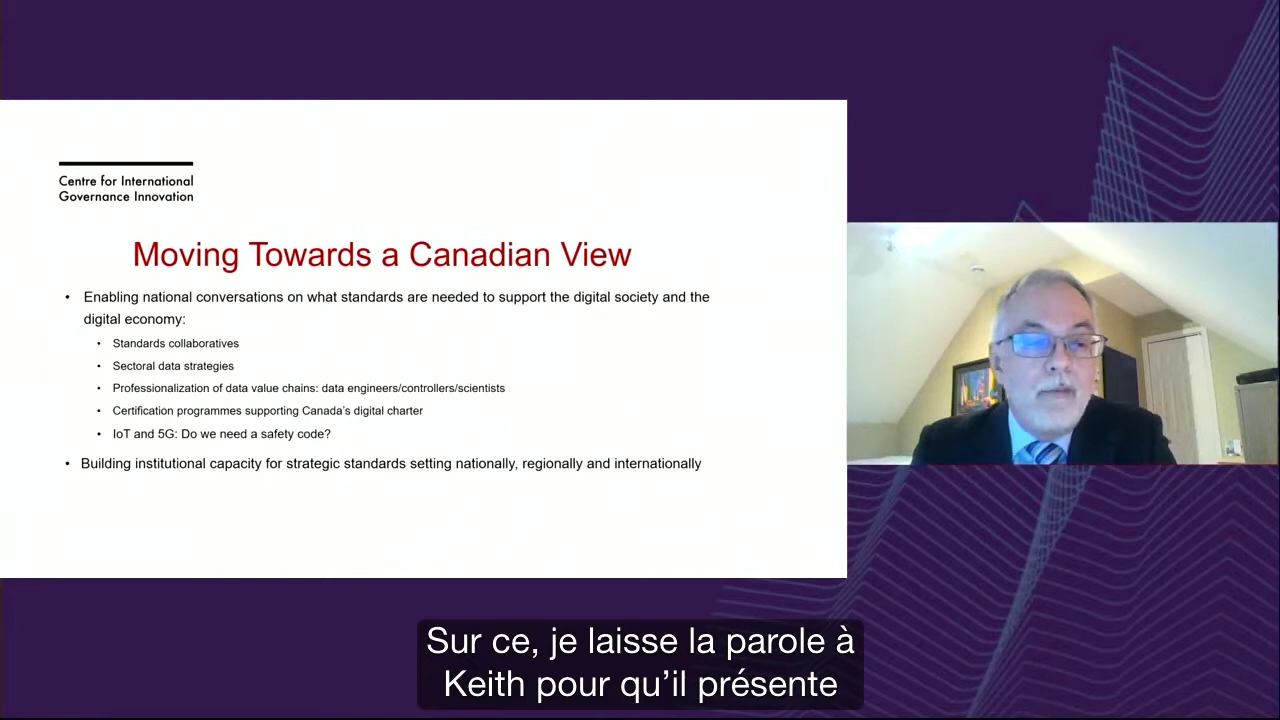 Centre for International
Governance Innovation
Moving Towards a Canadian View
• Enabling national conversations on what standards are needed to support the digital society and the
digital economy:
• Standards collaboratives
• Sectoral data strategies
• Professionalization of data value chains: data engineers/controllers/scientists
• Certification programmes supporting Canada’s digital charter
• IoT and 5G: Do we need a safety code?
• Building institutional capacity for strategic standards setting nationally, regionally and internationally
Sur ce, je laisse la parole à
Keith pour qu’il présente